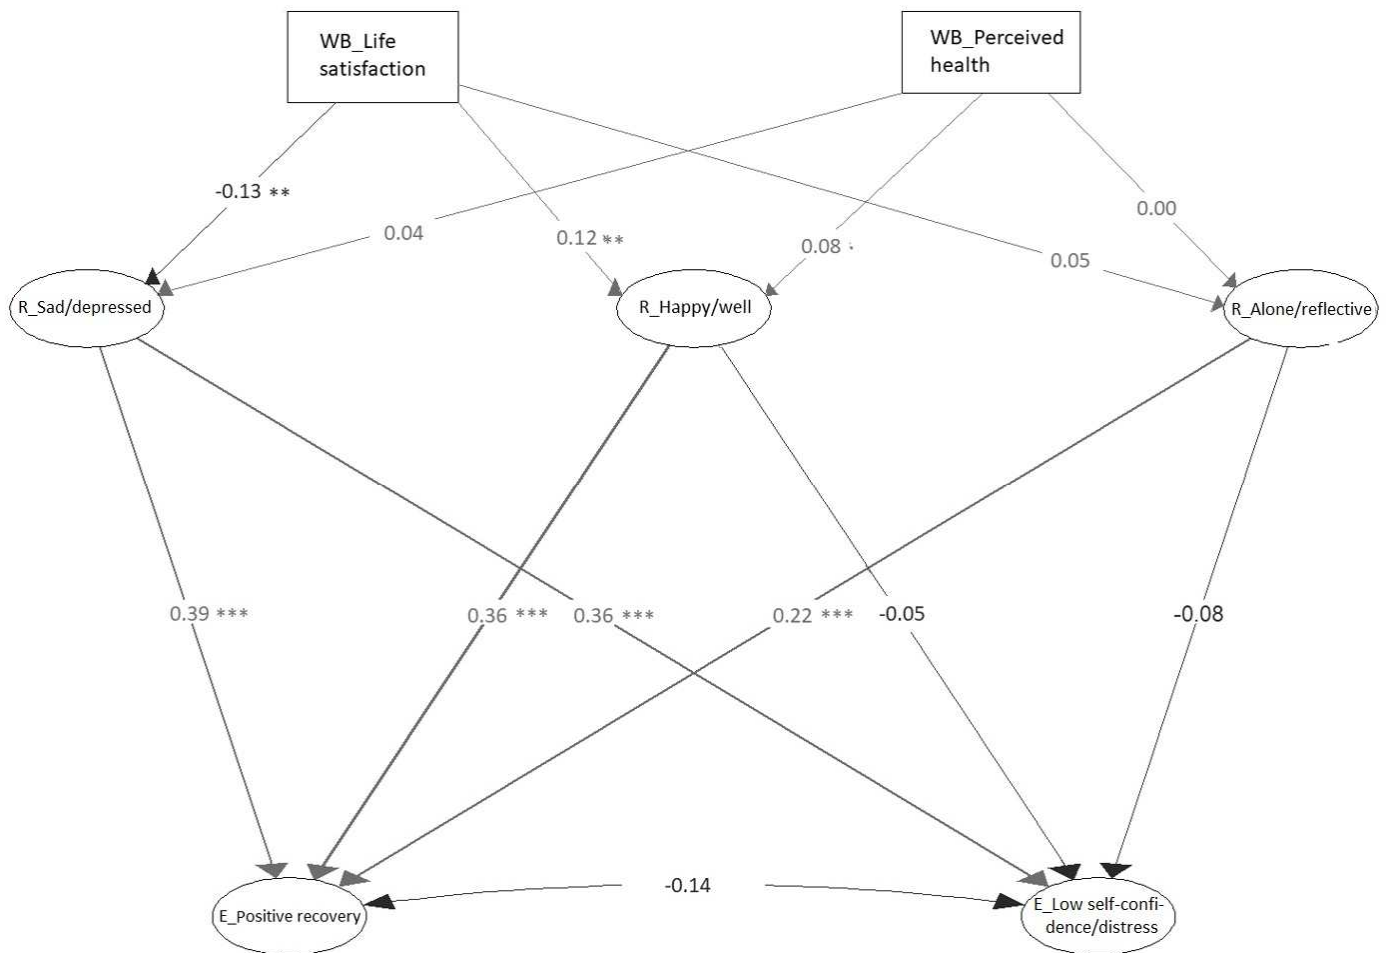 WB_Life
satisfaction
WB_Perceived
health
-0.13 **
0.04
0.12 **
0.08
0.00
0.05
R_Sad/depressed
R_Happy/well
R_Alone/reflective
0.39 ***
0.36 ***
0.36 ***
0.22 ***
-0.05
-0.08
-0.14
E_Positive recovery
E_Low self-confi-
dence/distress